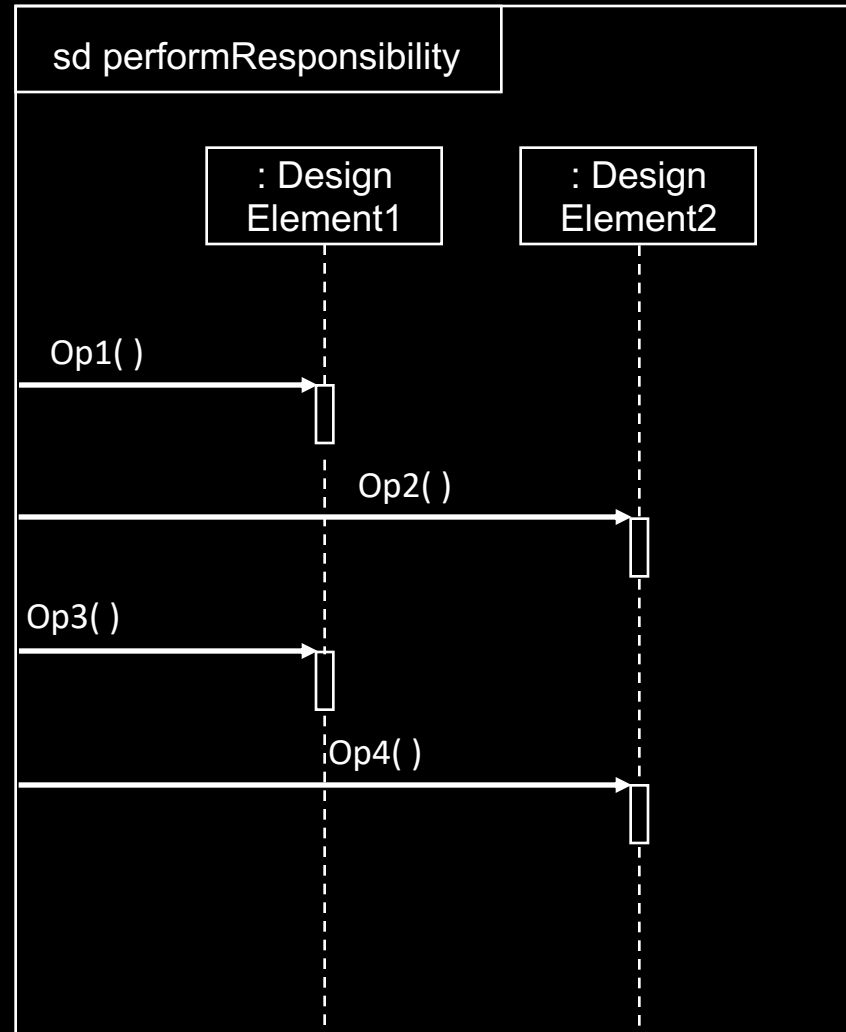 sd performResponsibility
: Design
Element1
: Design
Element2
Op1( )
Op2( )
Op3( )
Op4( )